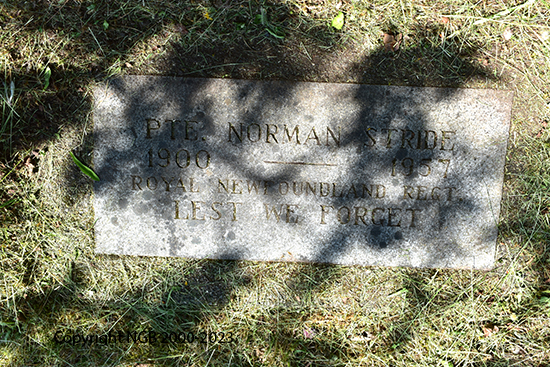 PTE. NORMAN STRIDE
1900 — 1957
ROYAL NEWFOUNDLAND REGT.
LEST WE FORGET
Copyright NGB 2000-2023